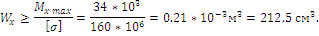 Wₓ ≥ Mₓ ₘₐₓ / [σ] = 34 * 10³ / 160 * 10⁶ = 0.21 * 10⁻³ м³ = 212,5 см³.